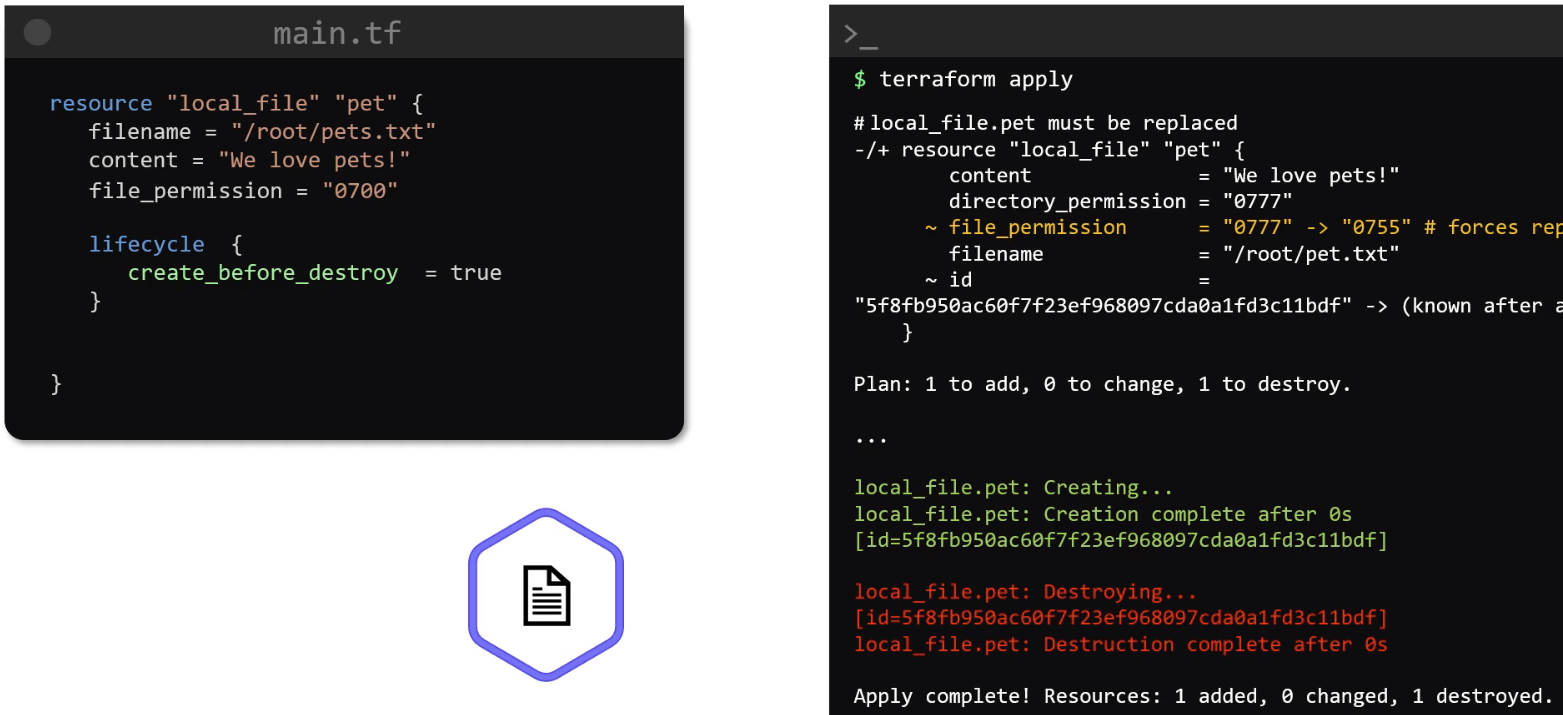 main.tf
resource "local_file" "pet" {
filename = "/root/pets.txt"
content = "We love pets!"
file_permission = "0700"
lifecycle {
create_before_destroy = true
}
}
>_
$ terraform apply
# local_file.pet must be replaced
-/+ resource "local_file" "pet" {
content = "We love pets!"
directory_permission = "0777"
~ file_permission = "0777" -> "0755" # forces rep
filename = "/root/pet.txt"
~ id =
"5f8fb950ac60f7f23ef968097cda0a1fd3c11bdf" -> (known after a
}
Plan: 1 to add, 0 to change, 1 to destroy.
...
local_file.pet: Creating...
local_file.pet: Creation complete after 0s
[id=5f8fb950ac60f7f23ef968097cda0a1fd3c11bdf]
local_file.pet: Destroying...
[id=5f8fb950ac60f7f23ef968097cda0a1fd3c11bdf]
local_file.pet: Destruction complete after 0s
Apply complete! Resources: 1 added, 0 changed, 1 destroyed.